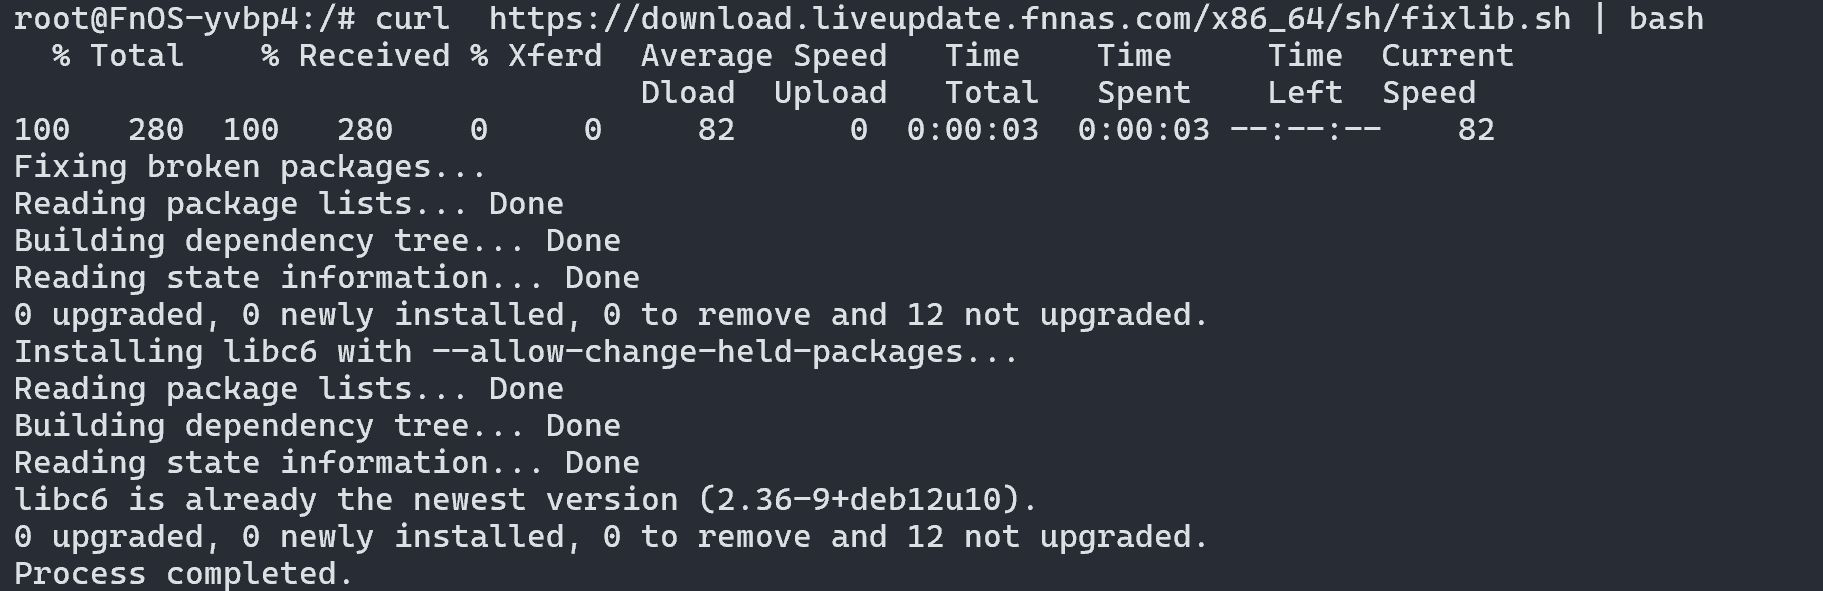 root@FnOS-yvbp4:/# curl  https://download.liveupdate.fnnas.com/x86_64/sh/fixlib.sh | bash
  % Total    % Received % Xferd  Average Speed   Time    Time     Time  Current
                                 Dload  Upload   Total   Spent    Left  Speed
100   280  100   280    0     0     82      0  0:00:03  0:00:03 --:--:--    82
Fixing broken packages...
Reading package lists... Done
Building dependency tree... Done
Reading state information... Done
0 upgraded, 0 newly installed, 0 to remove and 12 not upgraded.
Installing libc6 with --allow-change-held-packages...
Reading package lists... Done
Building dependency tree... Done
Reading state information... Done
libc6 is already the newest version (2.36-9+deb12u10).
0 upgraded, 0 newly installed, 0 to remove and 12 not upgraded.
Process completed.